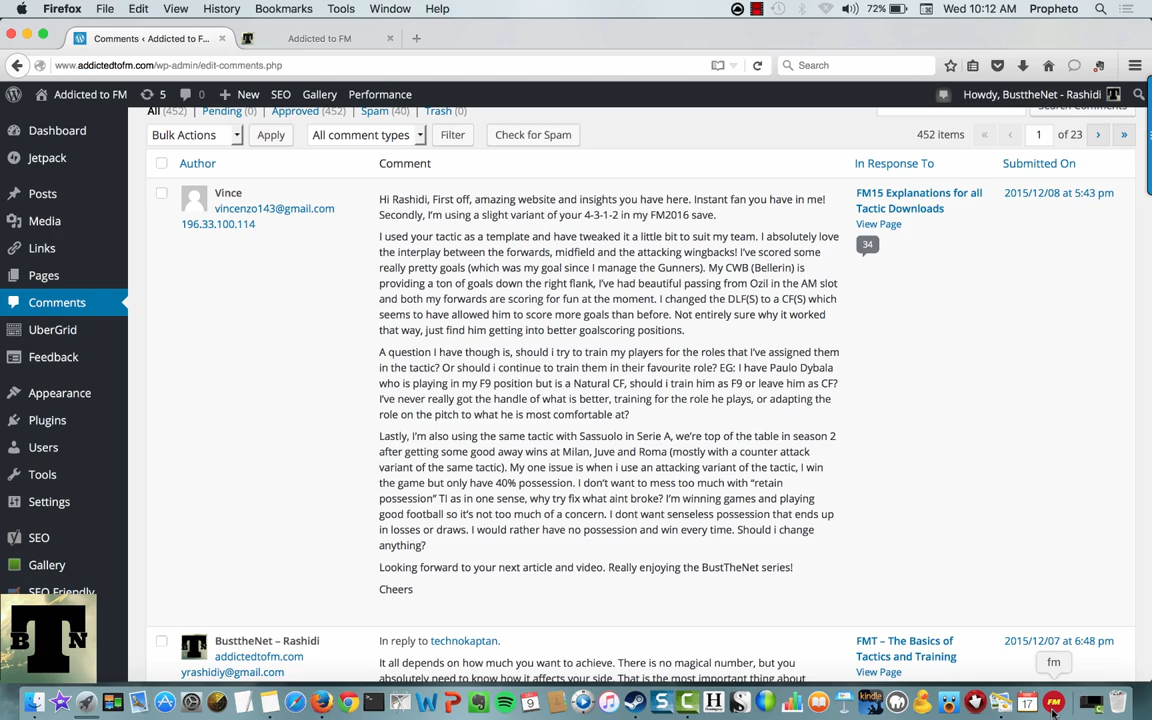 Firefox File Edit View History Bookmarks Tools Window Help 72% Wed 10:12 AM Propheto
Comments ‹ Addicted to F... × Addicted to FM × +
www.addictedtofm.com/wp-admin/edit-comments.php Search
Addicted to FM 5 0 + New SEO Gallery Performance Howdy, BusttheNet - Rashidi
All (452) Pending (0) Approved (452) Spam (40) Trash (0) Search Comments
Bulk Actions Apply All comment types Filter Check for Spam 452 items « ‹ 1 of 23 › »
Author Comment In Response To Submitted On
Dashboard
Jetpack
Posts
Media
Links
Pages
Comments
UberGrid
Feedback
Appearance
Plugins
Users
Tools
Settings
SEO
Gallery
SEO Friendly
Vince
vincenzo143@gmail.com
196.33.100.114
Hi Rashidi, First off, amazing website and insights you have here. Instant fan you have in me!
Secondly, I'm using a slight variant of your 4-3-1-2 in my FM2016 save.
I used your tactic as a template and have tweaked it a little bit to suit my team. I absolutely love
the interplay between the forwards, midfield and the attacking wingbacks! I've scored some
really pretty goals (which was my goal since I manage the Gunners). My CWB (Bellerin) is
providing a ton of goals down the right flank, I've had beautiful passing from Ozil in the AM slot
and both my forwards are scoring for fun at the moment. I changed the DLF(S) to a CF(S) which
seems to have allowed him to score more goals than before. Not entirely sure why it worked
that way, just find him getting into better goalscoring positions.
A question I have though is, should i try to train my players for the roles that I've assigned them
in the tactic? Or should i continue to train them in their favourite role? EG: I have Paulo Dybala
who is playing in my F9 position but is a Natural CF, should i train him as F9 or leave him as CF?
I've never really got the handle of what is better, training for the role he plays, or adapting the
role on the pitch to what he is most comfortable at?
Lastly, I'm also using the same tactic with Sassuolo in Serie A, we're top of the table in season 2
after getting some good away wins at Milan, Juve and Roma (mostly with a counter attack
variant of the same tactic). My one issue is when i use an attacking variant of the tactic, I win
the game but only have 40% possession. I don't want to mess too much with "retain
possession" TI as in one sense, why try fix what aint broke? I'm winning games and playing
good football so it's not too much of a concern. I dont want senseless possession that ends up
in losses or draws. I would rather have no possession and win every time. Should i change
anything?
Looking forward to your next article and video. Really enjoying the BustTheNet series!
Cheers
FM15 Explanations for all
Tactic Downloads
View Page
34
2015/12/08 at 5:43 pm
BusttheNet – Rashidi
addictedtofm.com
yrashidiy@gmail.com
In reply to technokaptan.
It all depends on how much you want to achieve. There is no magical number, but you
absolutely need to know how it affects your side. That is the most important thing about
FMT – The Basics of
Tactics and Training
View Page
2015/12/07 at 6:48 pm
fm
B T N
9
kindle
17
FM